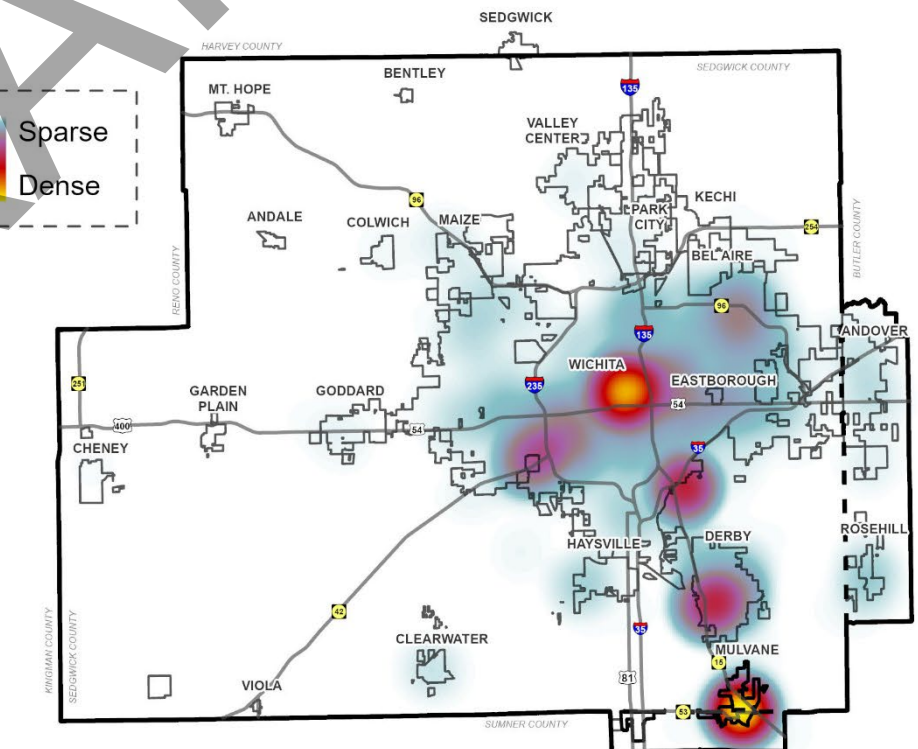 SEDGWICK
HARVEY COUNTY
SEDGWICK COUNTY
BENTLEY
MT. HOPE
135
Sparse
Dense
VALLEY
CENTER
96
KECHI
PARK
CITY
ANDALE
COLWICH
MAIZE
254
BEL AIRE
RENO COUNTY
BUTLER COUNTY
96
135
ANDOVER
WICHITA
EASTBOROUGH
251
235
GARDEN
PLAIN
GODDARD
54
400
54
CHENEY
35
ROSEHILL
HAYSVILLE
DERBY
42
35
CLEARWATER
KINGMAN COUNTY
SEDGWICK COUNTY
MULVANE
15
81
VIOLA
53
SUMNER COUNTY